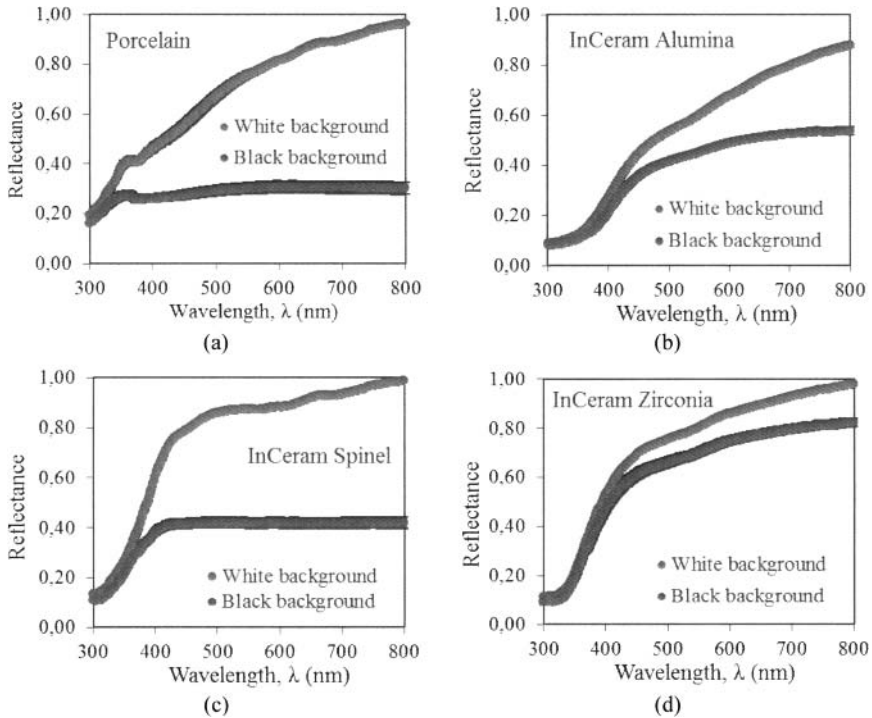 Porcelain
Reflectance
1,00
0,80
0,60
0,40
0,20
0,00
White background
Black background
300 400 500 600 700 800
Wavelength, λ (nm)
(a)
InCeram Alumina
Reflectance
1,00
0,80
0,60
0,40
0,20
0,00
White background
Black background
300 400 500 600 700 800
Wavelength, λ (nm)
(b)
InCeram Spinel
Reflectance
1,00
0,80
0,60
0,40
0,20
0,00
White background
Black background
300 400 500 600 700 800
Wavelength, λ (nm)
(c)
InCeram Zirconia
Reflectance
1,00
0,80
0,60
0,40
0,20
0,00
White background
Black background
300 400 500 600 700 800
Wavelength, λ (nm)
(d)